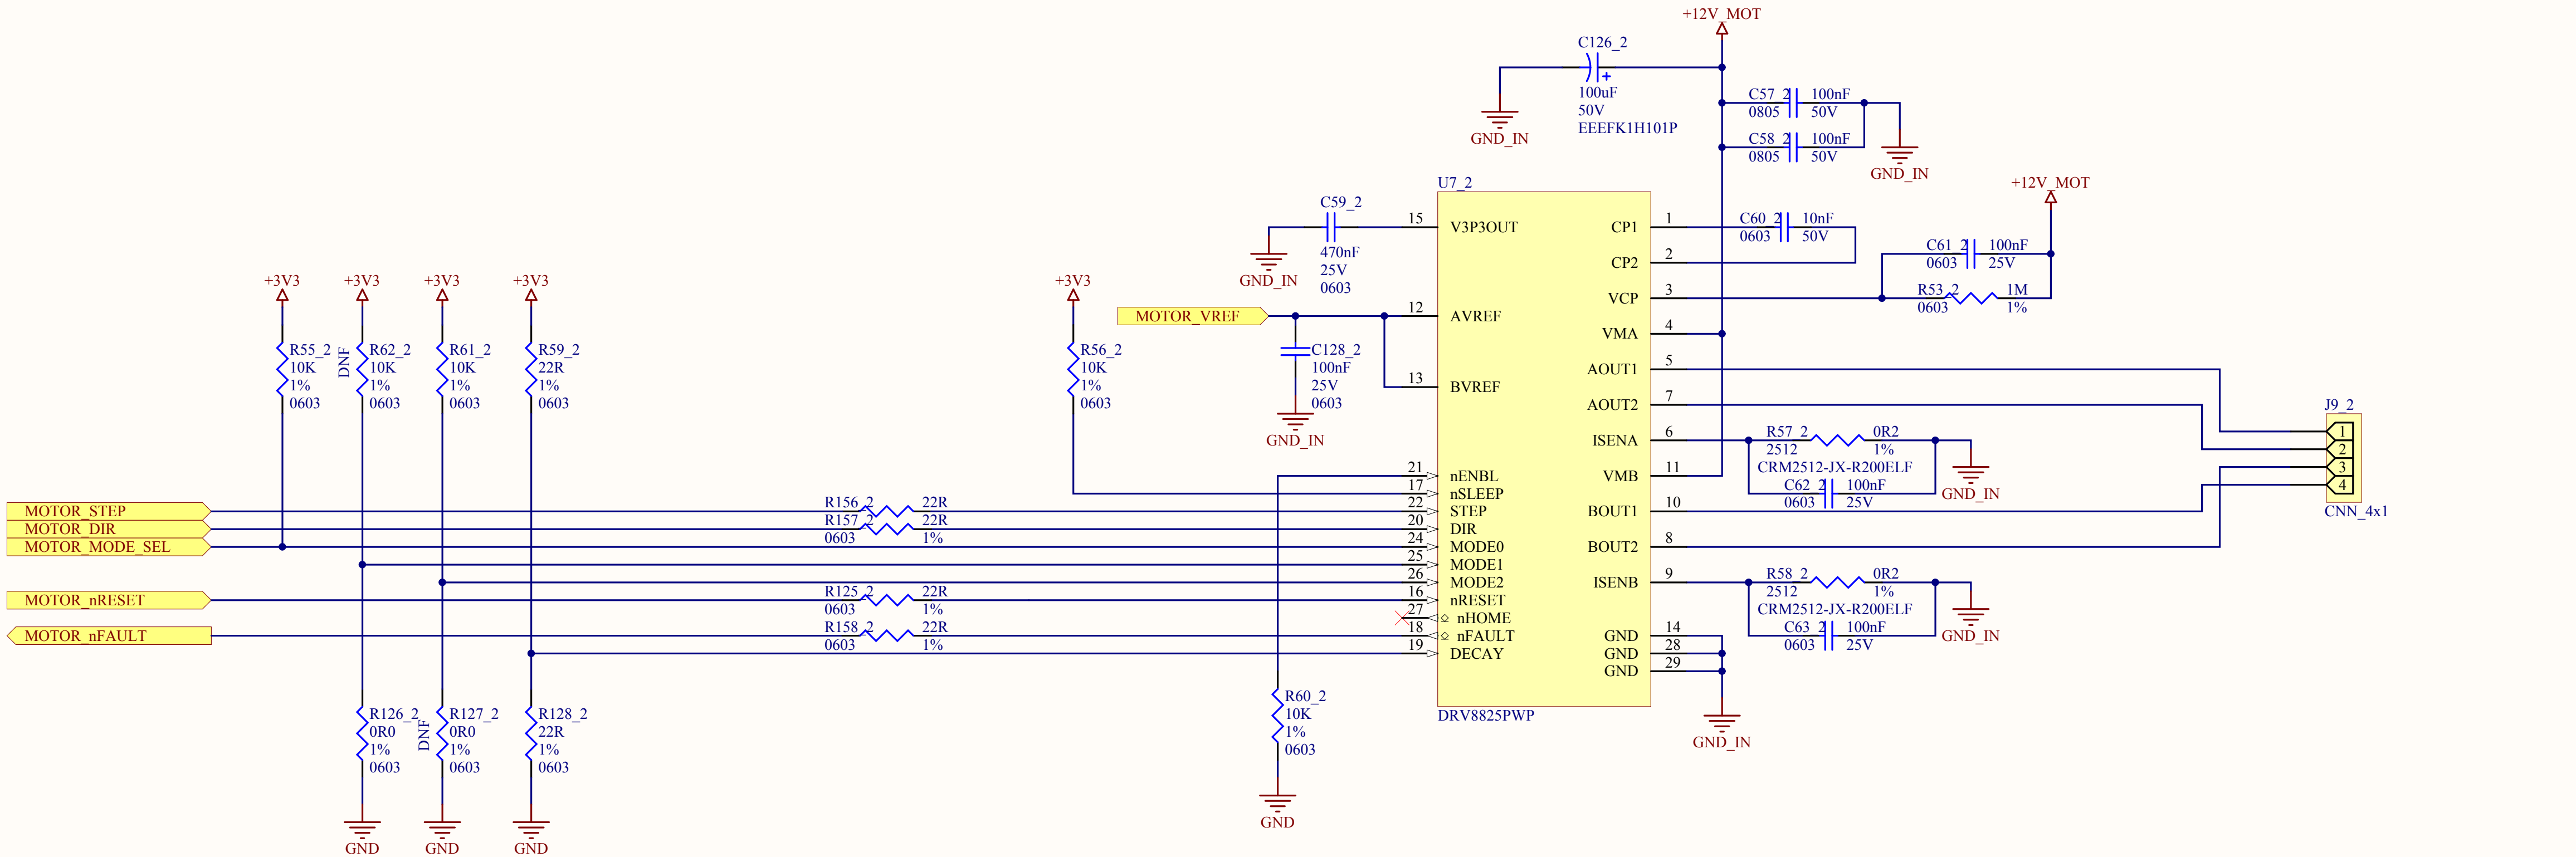 +12V_MOT
C126_2
100uF
50V
EEEFK1H101P
GND_IN
C57_2 100nF
0805 50V
C58_2 100nF
0805 50V
GND_IN
+12V_MOT
U7_2
C59_2
470nF
25V
0603
GND_IN
15 V3P3OUT
CP1 1
C60_2 10nF
0603 50V
CP2 2
C61_2 100nF
0603 25V
VCP 3
R53_2 1M
0603 1%
+3V3
+3V3
+3V3
+3V3
+3V3
MOTOR_VREF
12 AVREF
VMA 4
R55_2
10K
1%
0603
DNF
R62_2
10K
1%
0603
R61_2
10K
1%
0603
R59_2
22R
1%
0603
R56_2
10K
1%
0603
C128_2
100nF
25V
0603
GND_IN
13 BVREF
AOUT1 5
AOUT2 7
ISENA 6
R57_2 0R2
2512 1%
CRM2512-JX-R200ELF
C62_2 100nF
0603 25V
GND_IN
VMB 11
BOUT1 10
BOUT2 8
ISENB 9
R58_2 0R2
2512 1%
CRM2512-JX-R200ELF
C63_2 100nF
0603 25V
GND_IN
J9_2
1
2
3
4
CNN_4x1
21 nENBL
17 nSLEEP
MOTOR_STEP
R156_2 22R
22 STEP
MOTOR_DIR
R157_2 22R
0603 1%
20 DIR
MOTOR_MODE_SEL
24 MODE0
25 MODE1
26 MODE2
MOTOR_nRESET
R125_2 22R
0603 1%
16 nRESET
27 nHOME
MOTOR_nFAULT
R158_2 22R
0603 1%
18 nFAULT
19 DECAY
GND 14
GND 28
GND 29
GND_IN
DRV8825PWP
R126_2
0R0
1%
0603
GND
DNF
R127_2
0R0
1%
0603
GND
R128_2
22R
1%
0603
GND
R60_2
10K
1%
0603
GND